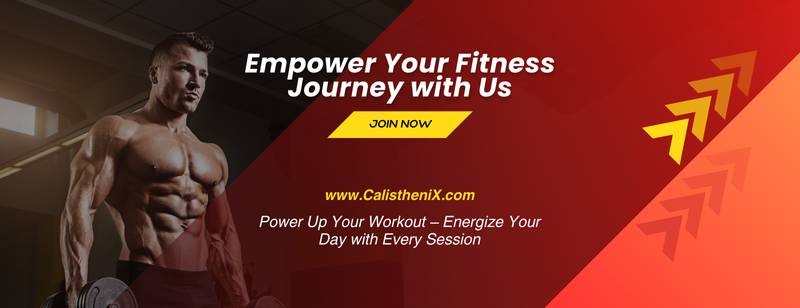 Empower Your Fitness
Journey with Us
JOIN NOW
www.CalistheniX.com
Power Up Your Workout – Energize Your
Day with Every Session